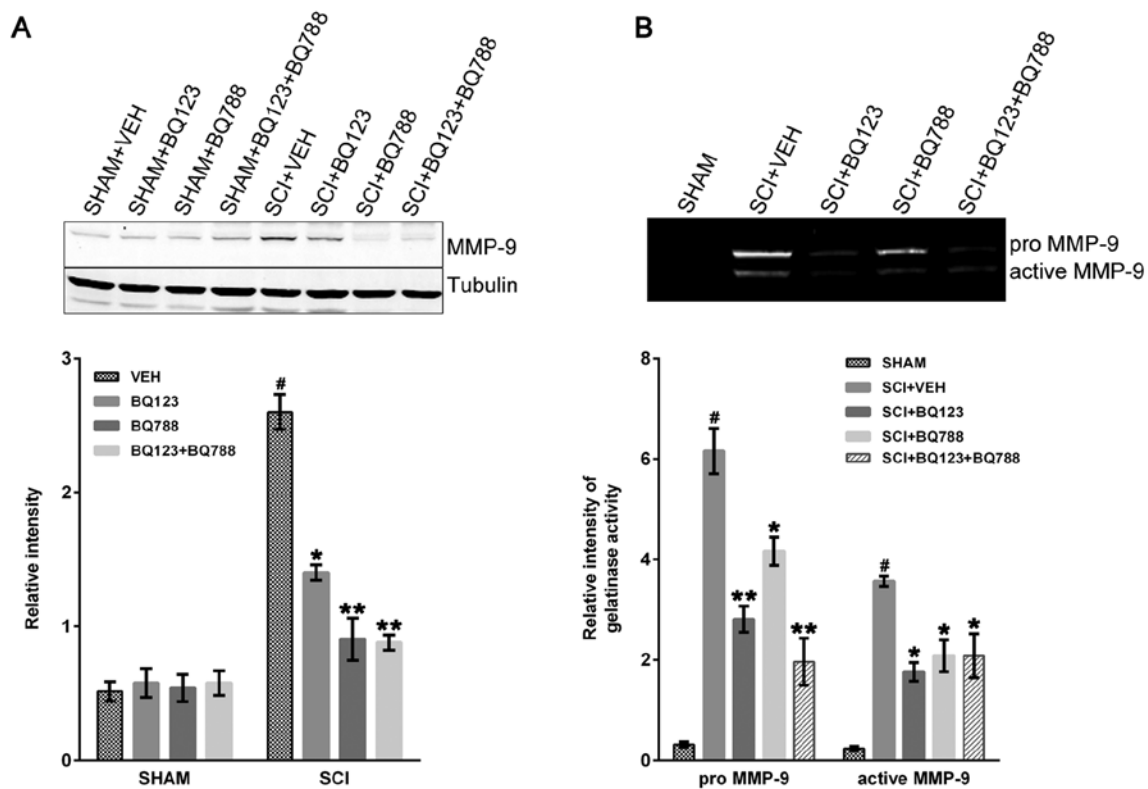 A
SHAM+VEH
SHAM+BQ123
SHAM+BQ788
SHAM+BQ123+BQ788
SCI+VEH
SCI+BQ123
SCI+BQ788
SCI+BQ123+BQ788
MMP-9
Tubulin
3
2
1
0
Relative intensity
VEH
BQ123
BQ788
BQ123+BQ788
#
*
**
**
SHAM
SCI
B
SHAM
SCI+VEH
SCI+BQ123
SCI+BQ788
SCI+BQ123+BQ788
pro MMP-9
active MMP-9
8
6
4
2
0
Relative intensity of
gelatinase activity
SHAM
SCI+VEH
SCI+BQ123
SCI+BQ788
SCI+BQ123+BQ788
#
**
*
**
#
*
*
*
pro MMP-9
active MMP-9